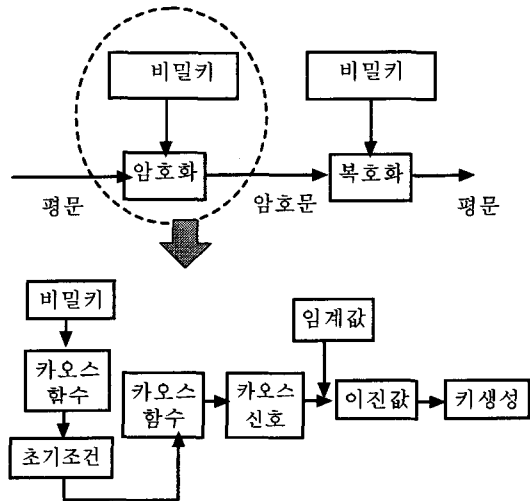 비밀키
비밀키
암호화
복호화
평문
암호문
평문
비밀키
임계값
카오스
함수
카오스
함수
카오스
신호
이진값
키생성
초기조건